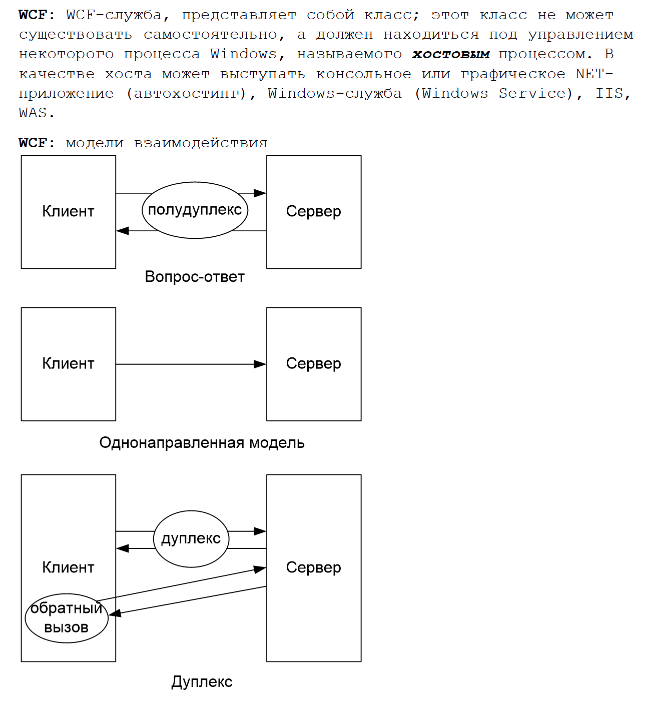 WCF: WCF-служба, представляет собой класс; этот класс не может
существовать самостоятельно, а должен находиться под управлением
некоторого процесса Windows, называемого хостовым процессом. В
качестве хоста может выступать консольное или графическое NET-
приложение (автохостинг), Windows-служба (Windows Service), IIS,
WAS.
WCF: модели взаимодействия
Клиент
полудуплекс
Сервер
Вопрос-ответ
Клиент
Сервер
Однонаправленная модель
дуплекс
Клиент
Сервер
обратный
вызов
Дуплекс